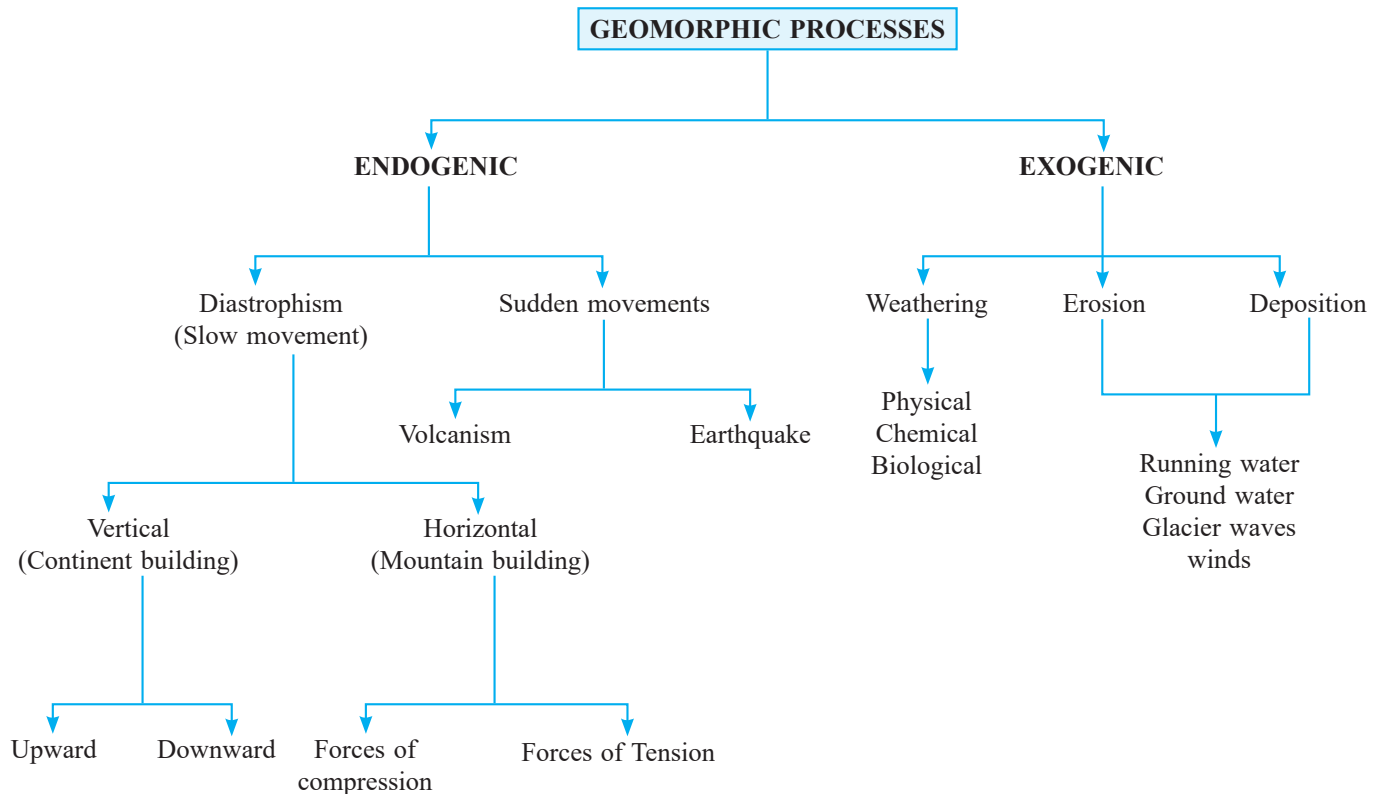 GEOMORPHIC PROCESSES
ENDOGENIC
EXOGENIC
Diastrophism
(Slow movement)
Sudden movements
Weathering
Erosion
Deposition
Volcanism
Earthquake
Physical
Chemical
Biological
Running water
Ground water
Glacier waves
winds
Vertical
(Continent building)
Horizontal
(Mountain building)
Upward
Downward
Forces of
compression
Forces of Tension